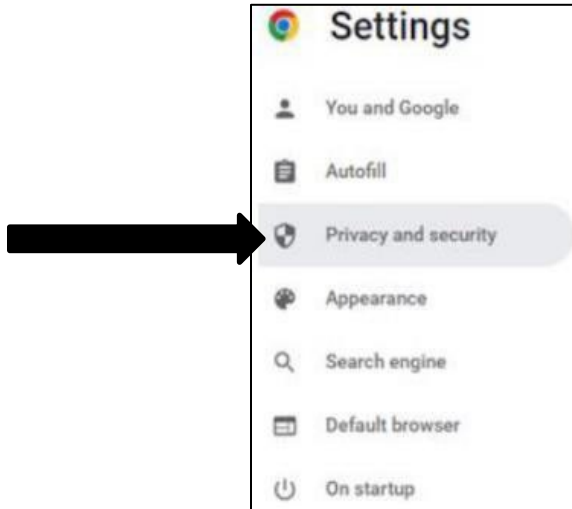 Settings
You and Google
Autofill
Privacy and security
Appearance
Search engine
Default browser
On startup